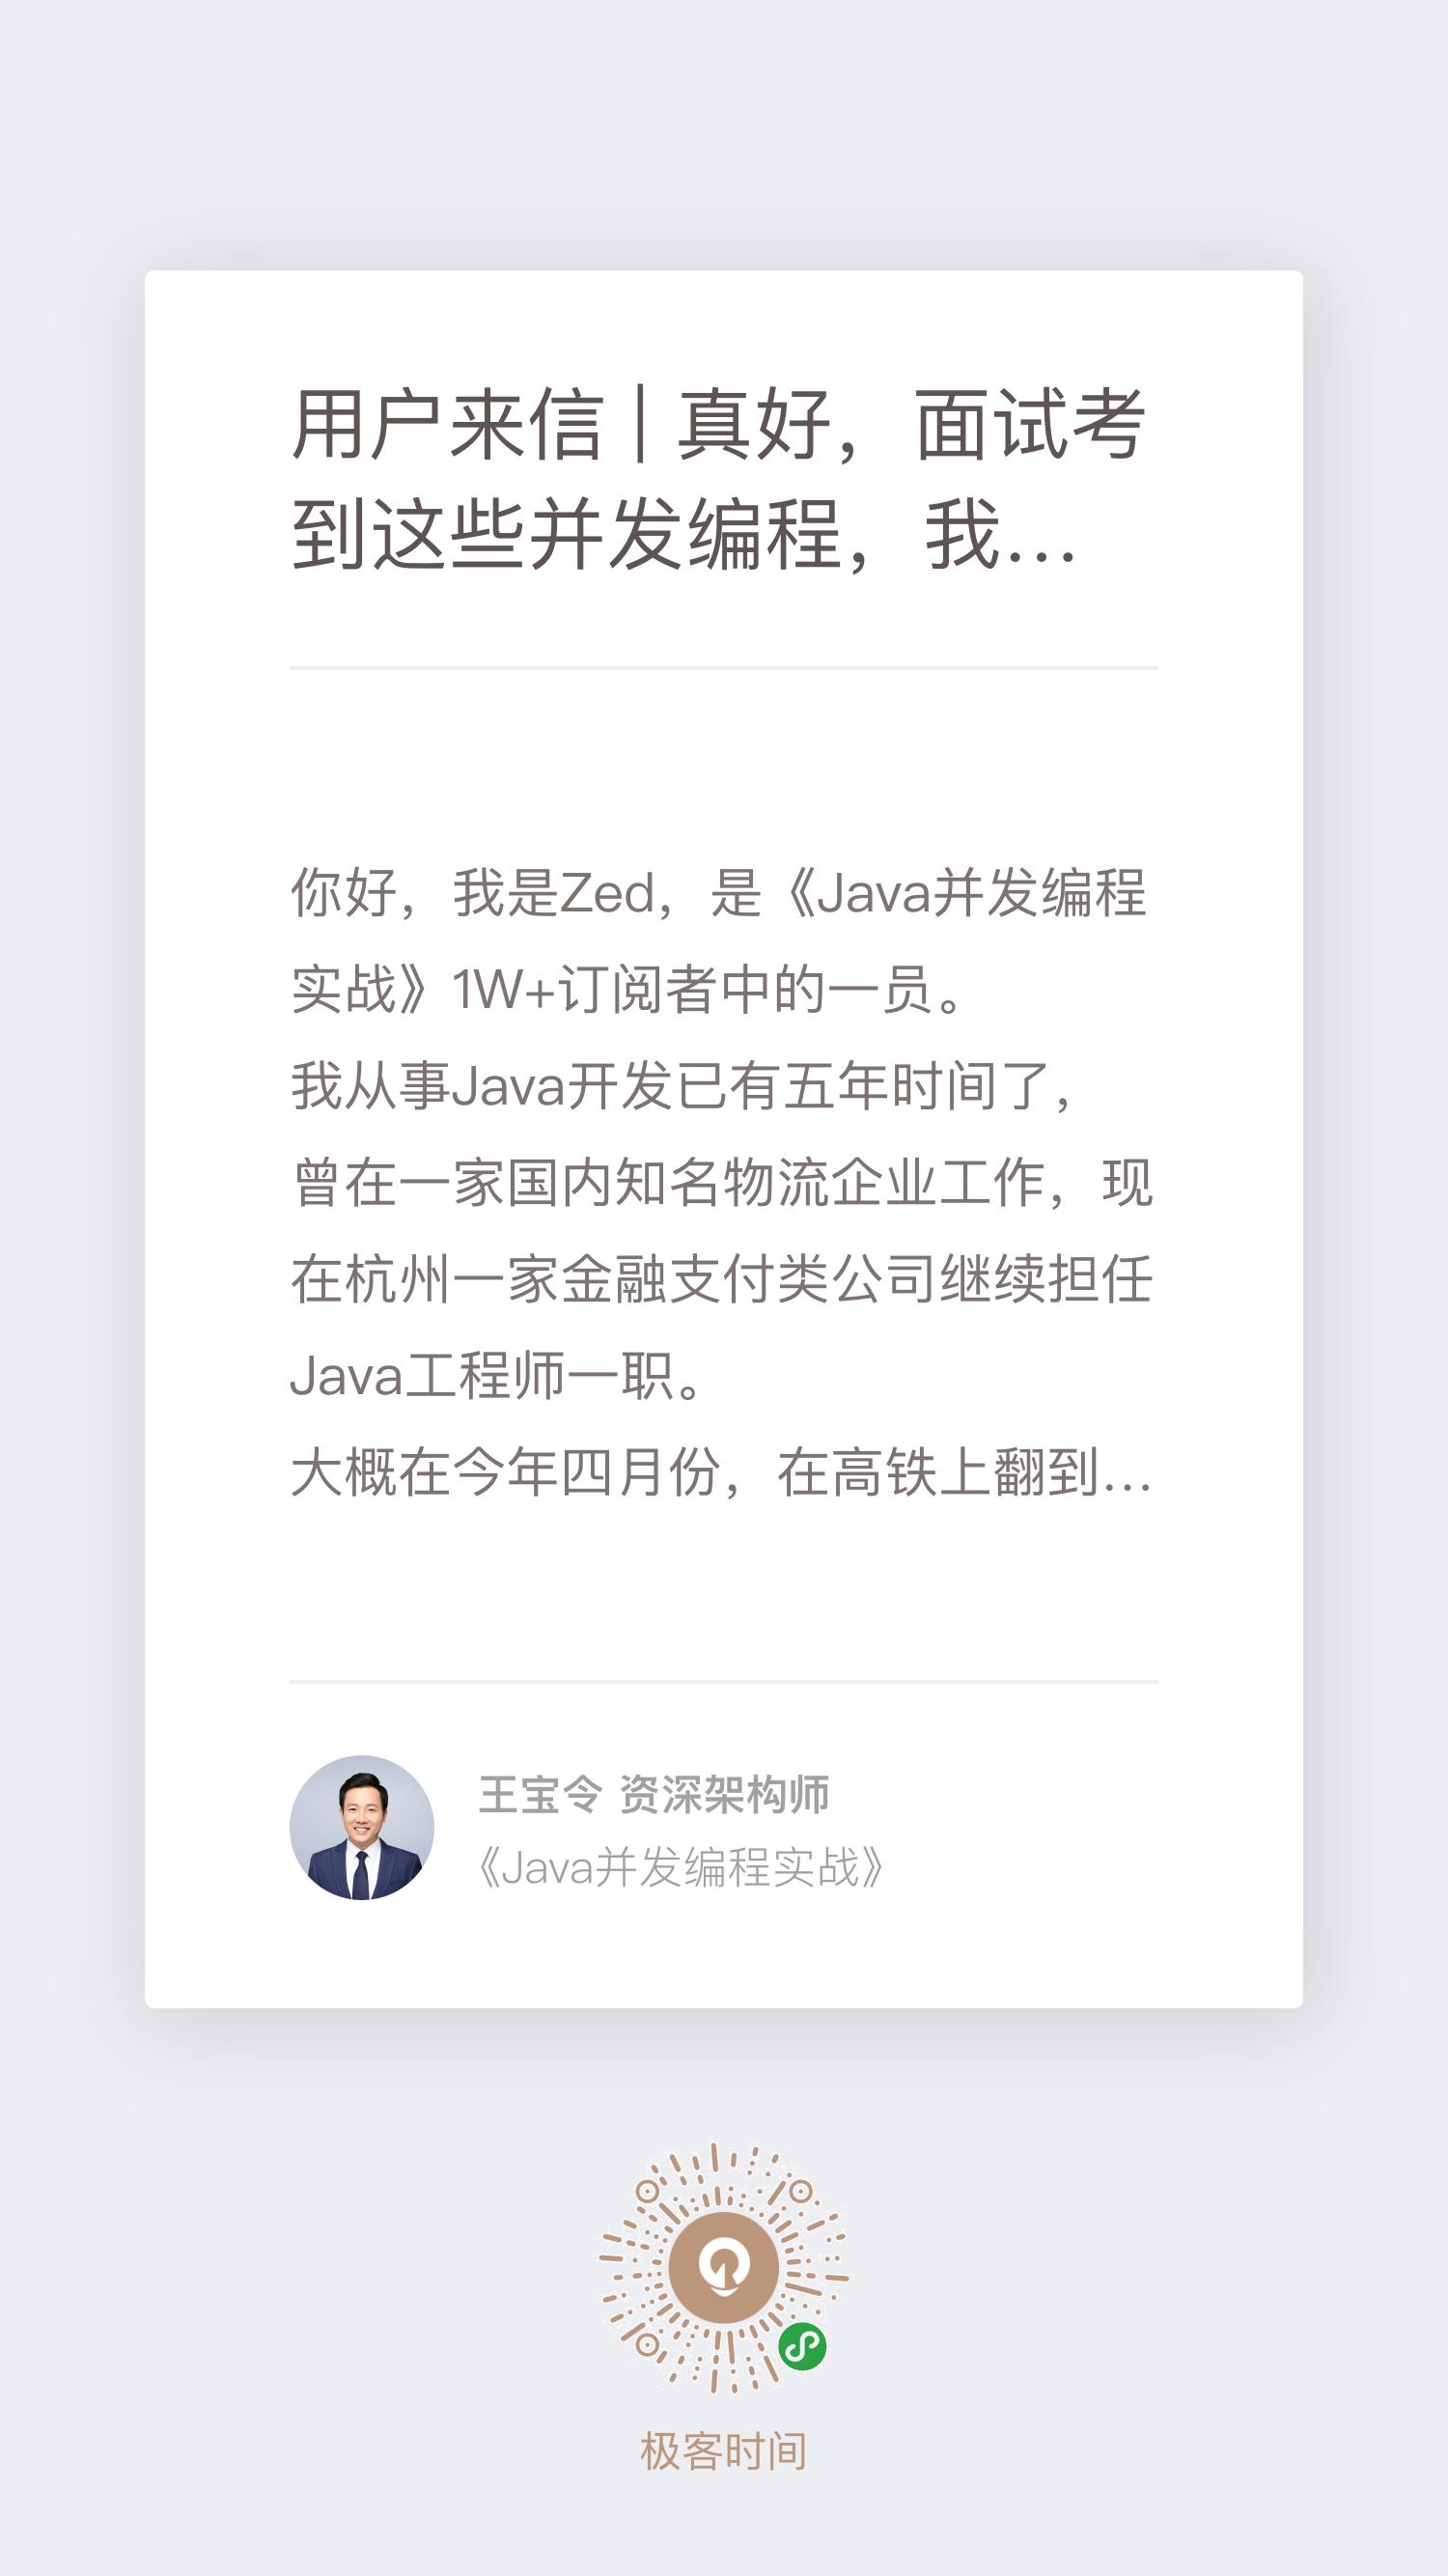 用户来信 | 真好，面试考
到这些并发编程，我...
你好，我是Zed，是《Java并发编程
实战》1W+订阅者中的一员。
我从事Java开发已有五年时间了，
曾在一家国内知名物流企业工作，现
在杭州一家金融支付类公司继续担任
Java工程师一职。
大概在今年四月份，在高铁上翻到...
王宝令 资深架构师
《Java并发编程实战》
极客时间